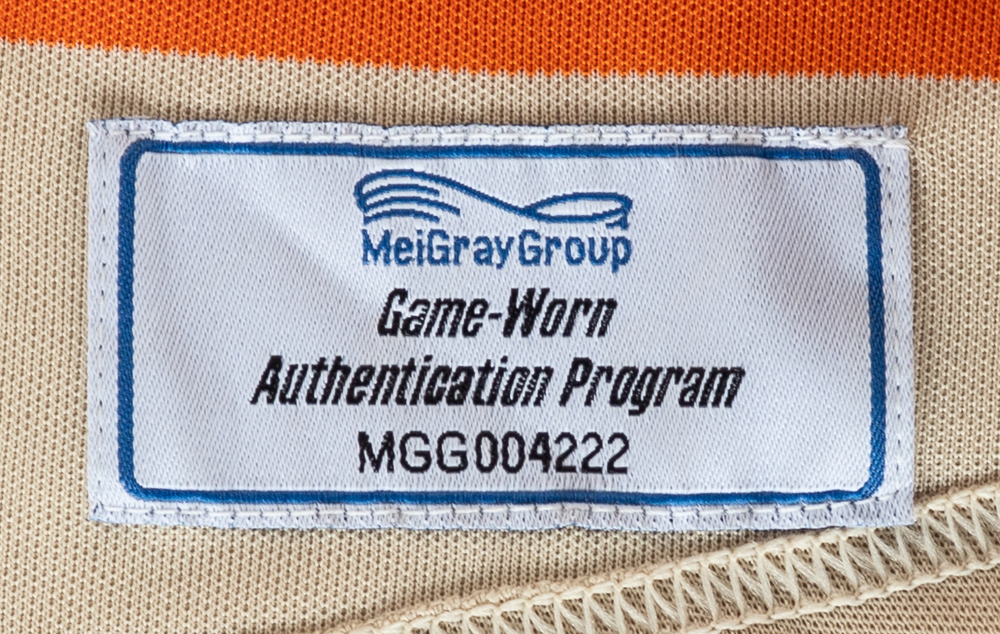 MeiGrayGroup
Game-Worn
Authentication Program
MGG004222